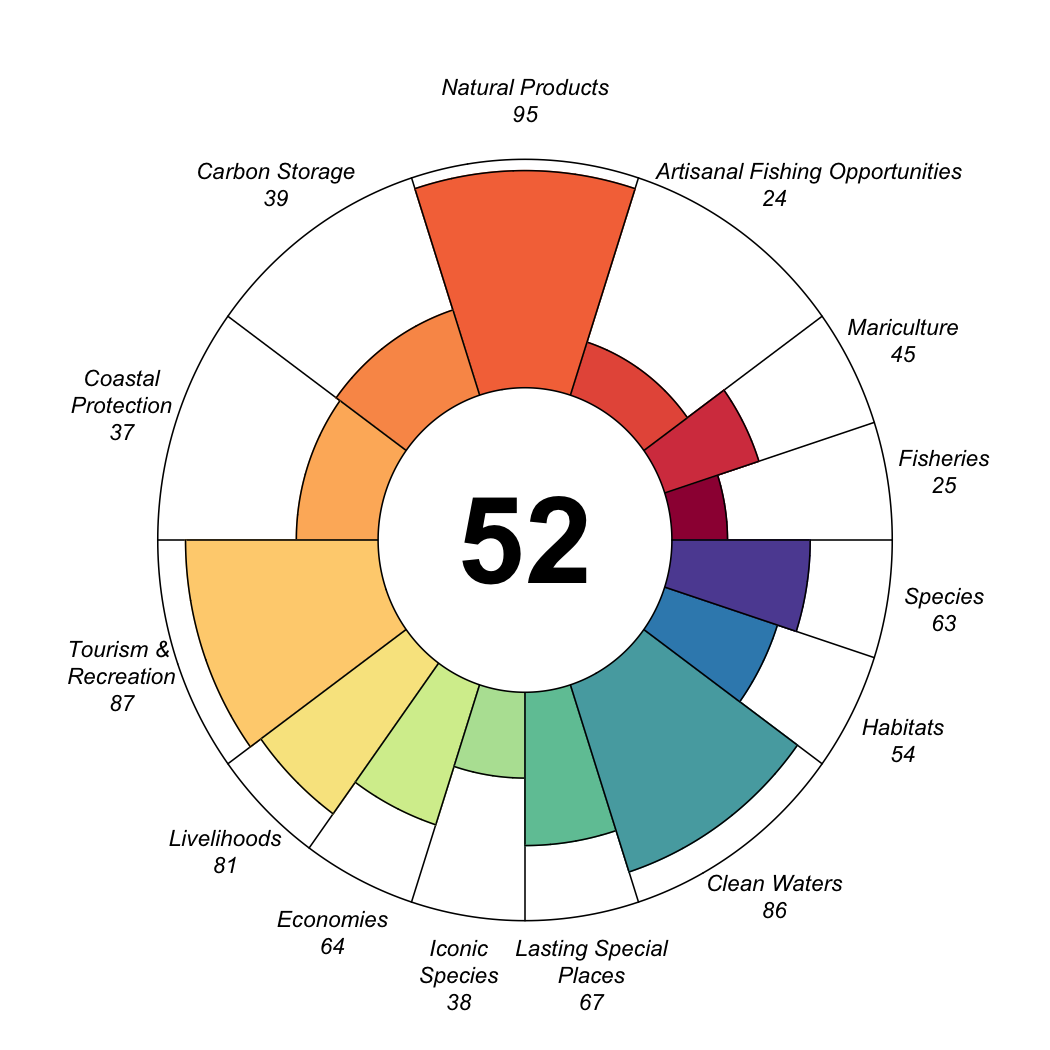 Natural Products
95
Carbon Storage
39
Artisanal Fishing Opportunities
24
Mariculture
45
Coastal
Protection
37
Fisheries
25
52
Species
63
Tourism &
Recreation
87
Habitats
54
Livelihoods
81
Clean Waters
86
Economies
64
Iconic
Species
38
Lasting Special
Places
67